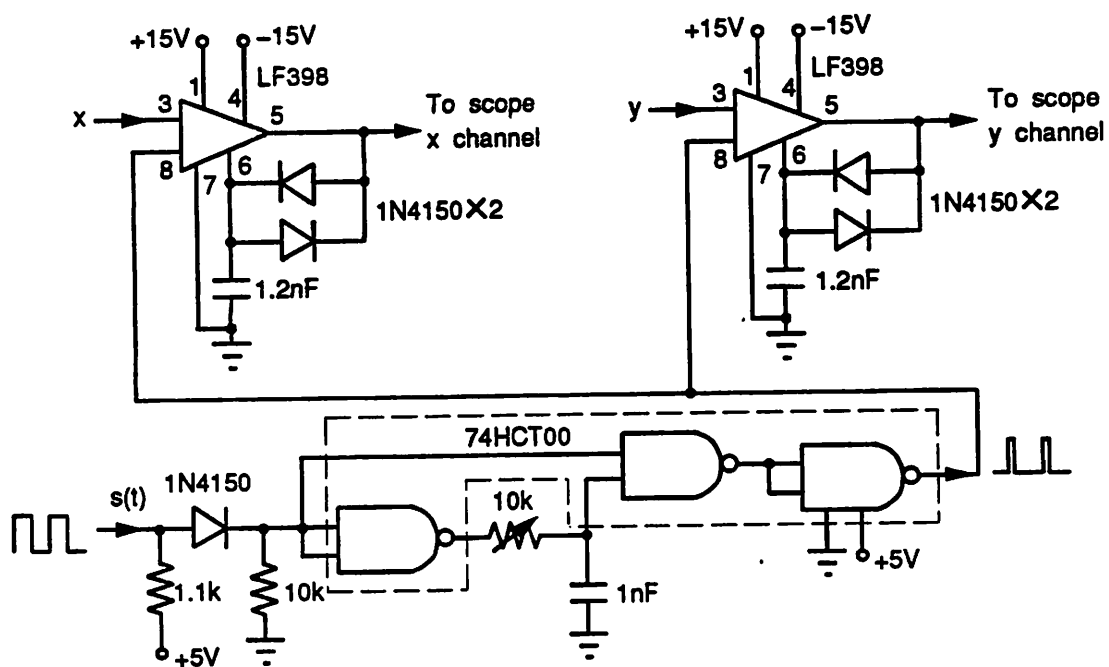 +15V
-15V
LF398
1
4
x
3
5
To scope
x channel
8
7
6
1N4150×2
1.2nF
+15V
-15V
LF398
1
4
y
3
5
To scope
y channel
8
7
6
1N4150×2
1.2nF
74HCT00
1N4150
s(t)
10k
1.1k
10k
1nF
+5V
+5V